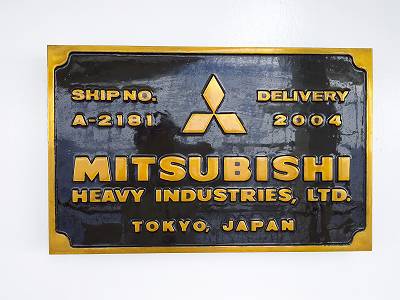 SHIP NO. DELIVERY
A-2181 2004
MITSUBISHI
HEAVY INDUSTRIES, LTD.
TOKYO, JAPAN